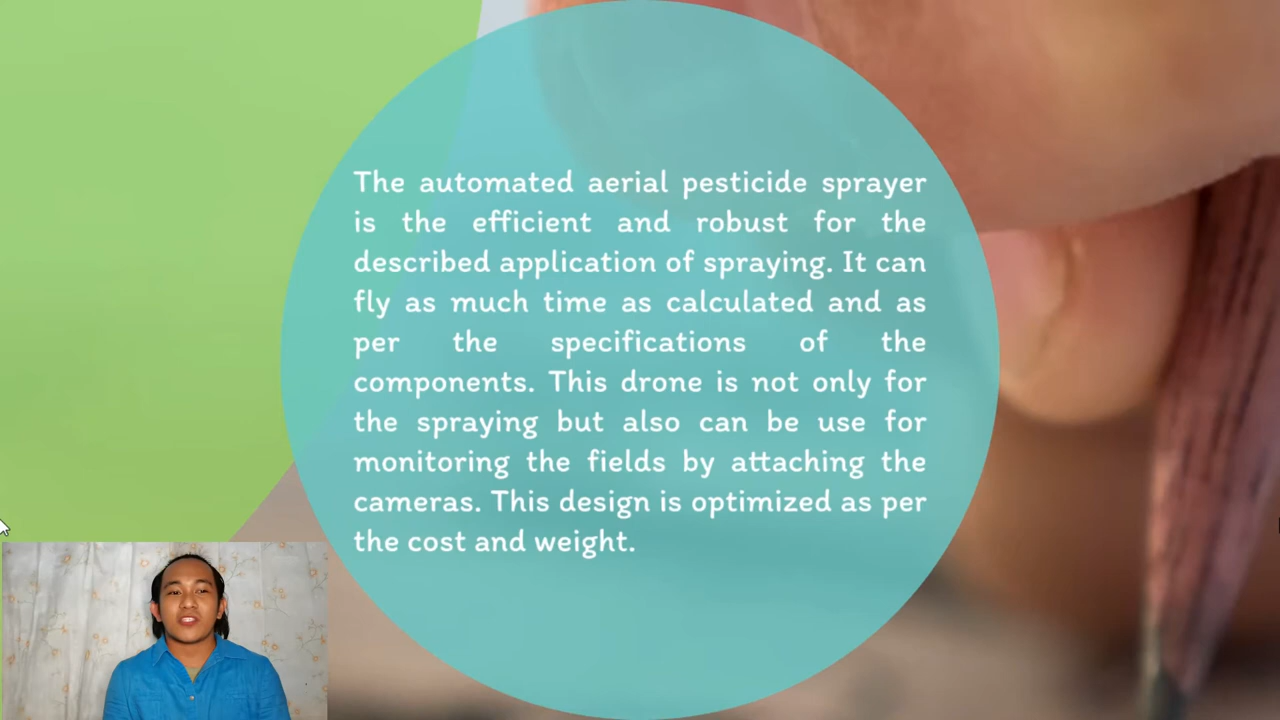 The automated aerial pesticide sprayer
is the efficient and robust for the
described application of spraying. It can
fly as much time as calculated and as
per the specifications of the
components. This drone is not only for
the spraying but also can be use for
monitoring the fields by attaching the
cameras. This design is optimized as per
the cost and weight.